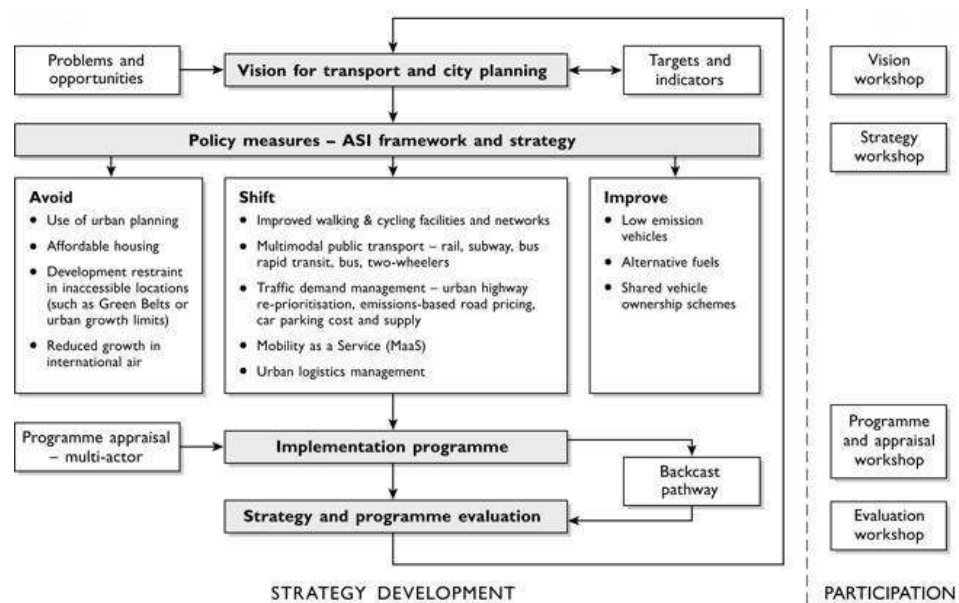 Problems and
opportunities
Vision for transport and city planning
Targets and
indicators
Vision
workshop
Policy measures – ASI framework and strategy
Strategy
workshop
Avoid
• Use of urban planning
• Affordable housing
• Development restraint
in inaccessible locations
(such as Green Belts or
urban growth limits)
• Reduced growth in
international air
Shift
• Improved walking & cycling facilities and networks
• Multimodal public transport – rail, subway, bus
rapid transit, bus, two-wheelers
• Traffic demand management – urban highway
re-prioritisation, emissions-based road pricing,
car parking cost and supply
• Mobility as a Service (MaaS)
• Urban logistics management
Improve
• Low emission
vehicles
• Alternative fuels
• Shared vehicle
ownership schemes
Programme appraisal
– multi-actor
Implementation programme
Backcast
pathway
Programme
and appraisal
workshop
Strategy and programme evaluation
Evaluation
workshop
STRATEGY DEVELOPMENT
PARTICIPATION